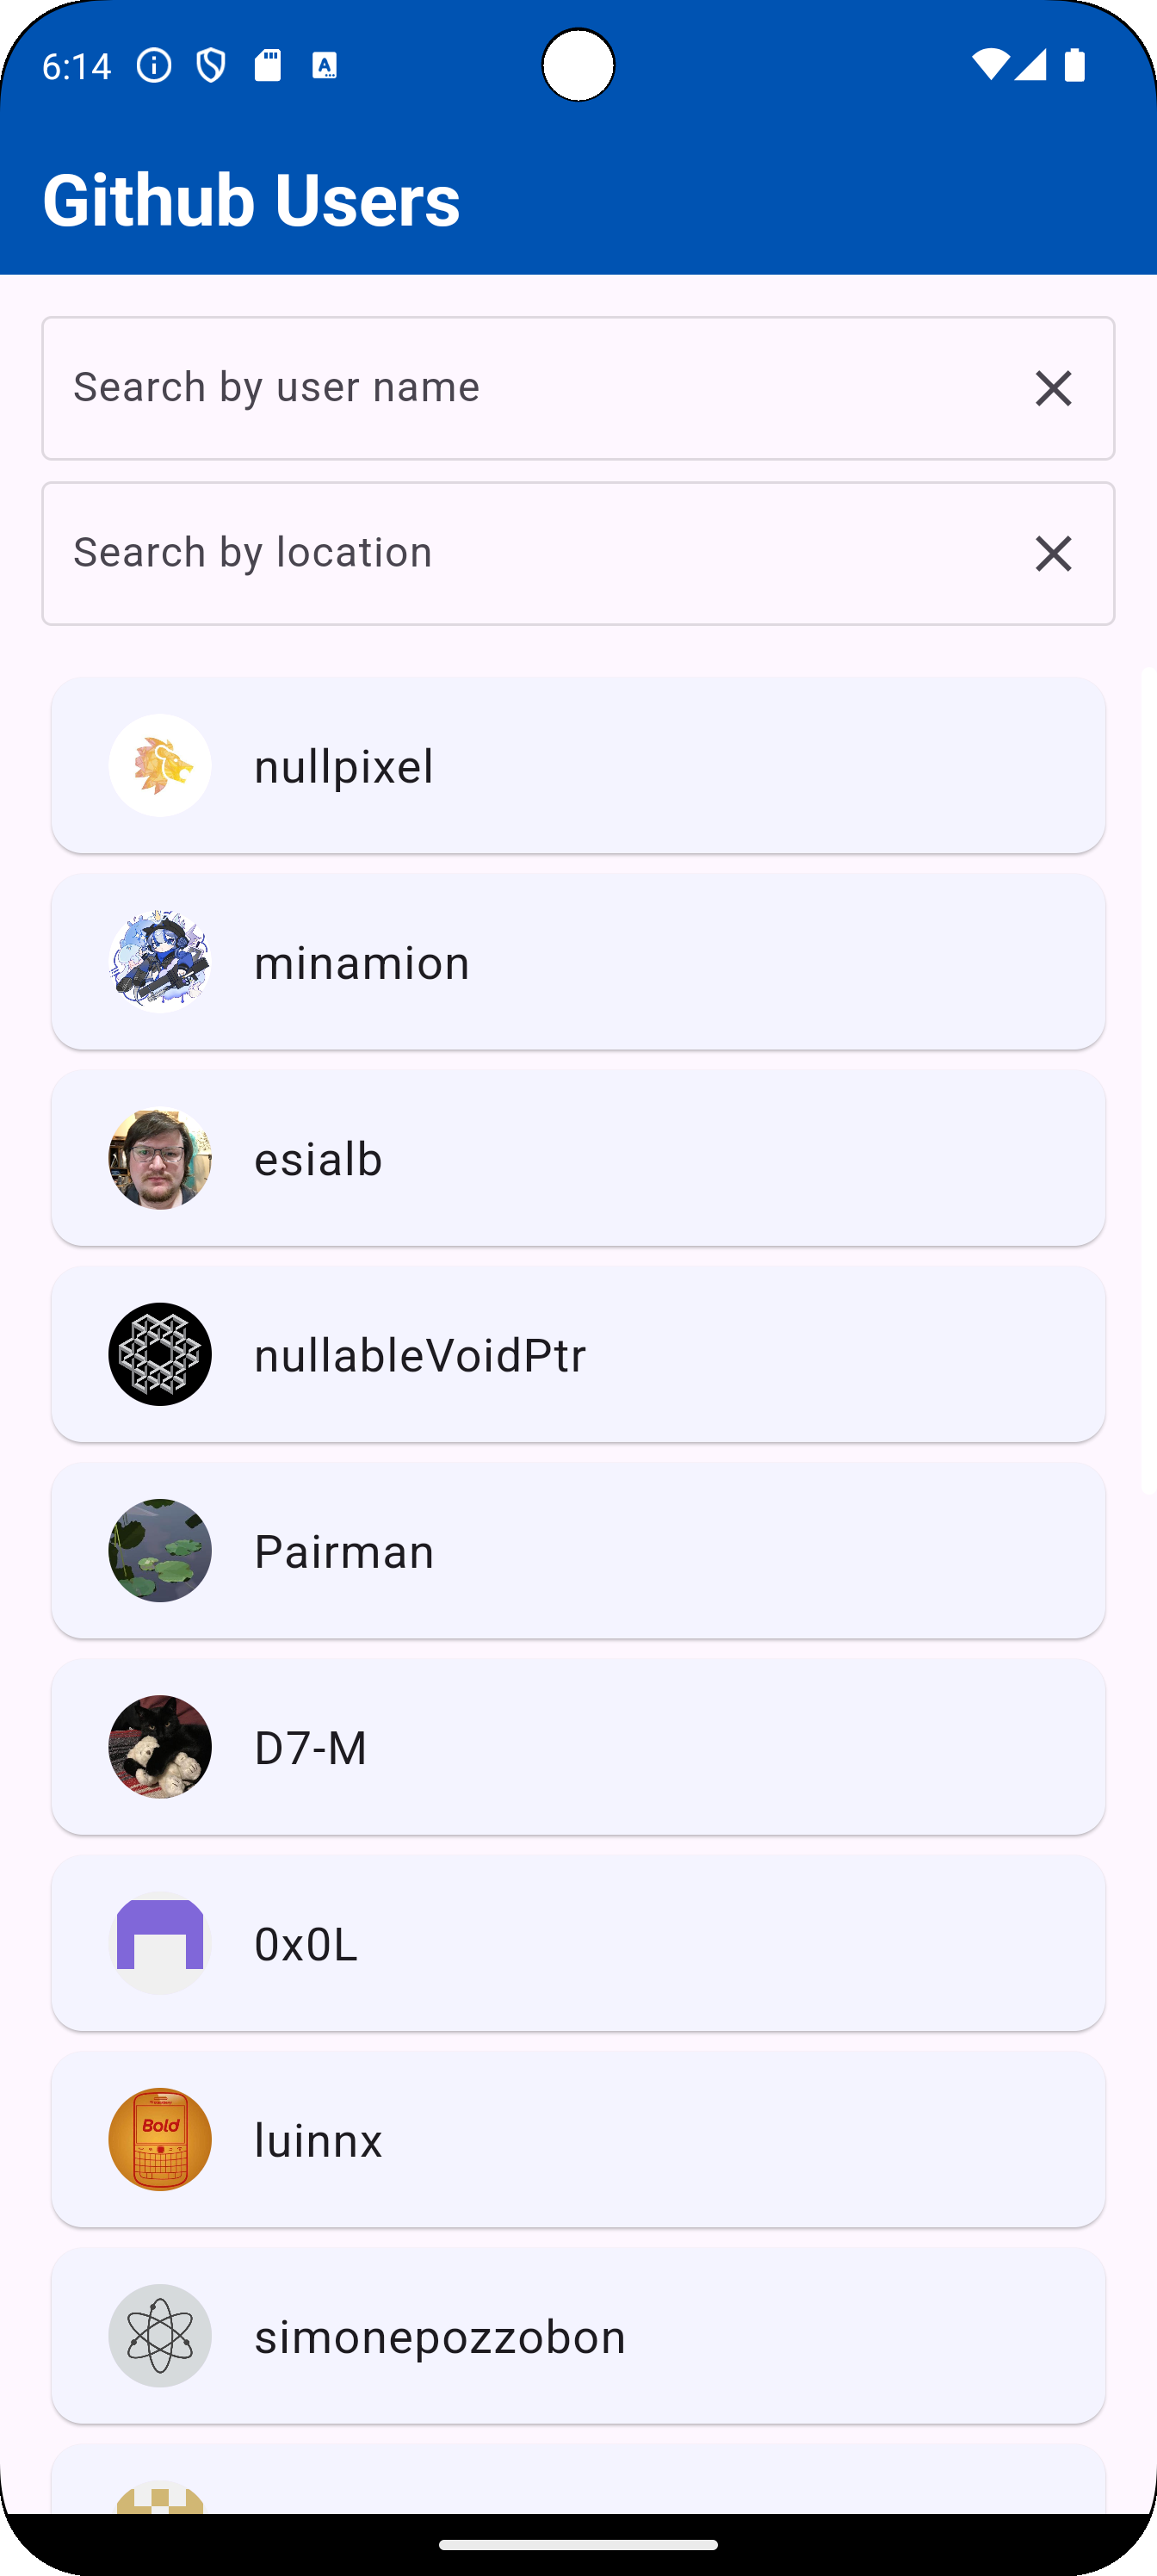 6:14
Github Users
Search by user name
Search by location
nullpixel
minamion
esialb
nullableVoidPtr
Pairman
D7-M
0x0L
Bold
luinnx
simonepozzobon